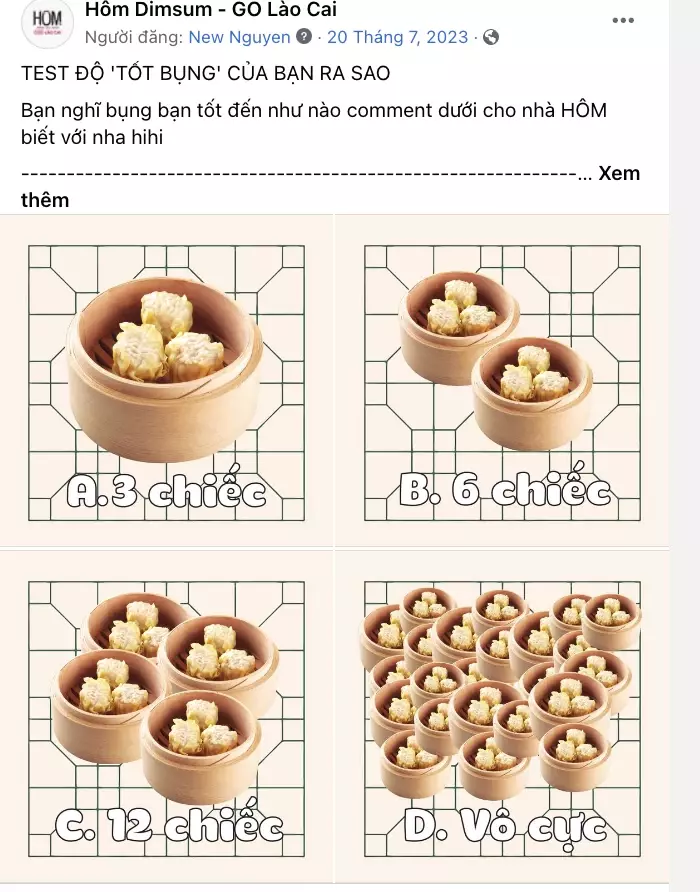 HÔM
Hôm Dimsum - GO Lào Cai
Người đăng: New Nguyen · 20 Tháng 7, 2023 ·
TEST ĐỘ 'TỐT BỤNG' CỦA BẠN RA SAO
Bạn nghĩ bụng bạn tốt đến như nào comment dưới cho nhà HÔM
biết với nha hihi
------------------------------------------------------------... Xem
thêm
A.3 chiếc
B. 6 chiếc
C. 12 chiếc
D. Vô cực